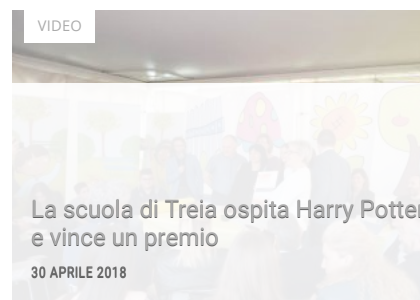 VIDEO
La scuola di Treia ospita Harry Potter
e vince un premio
30 APRILE 2018